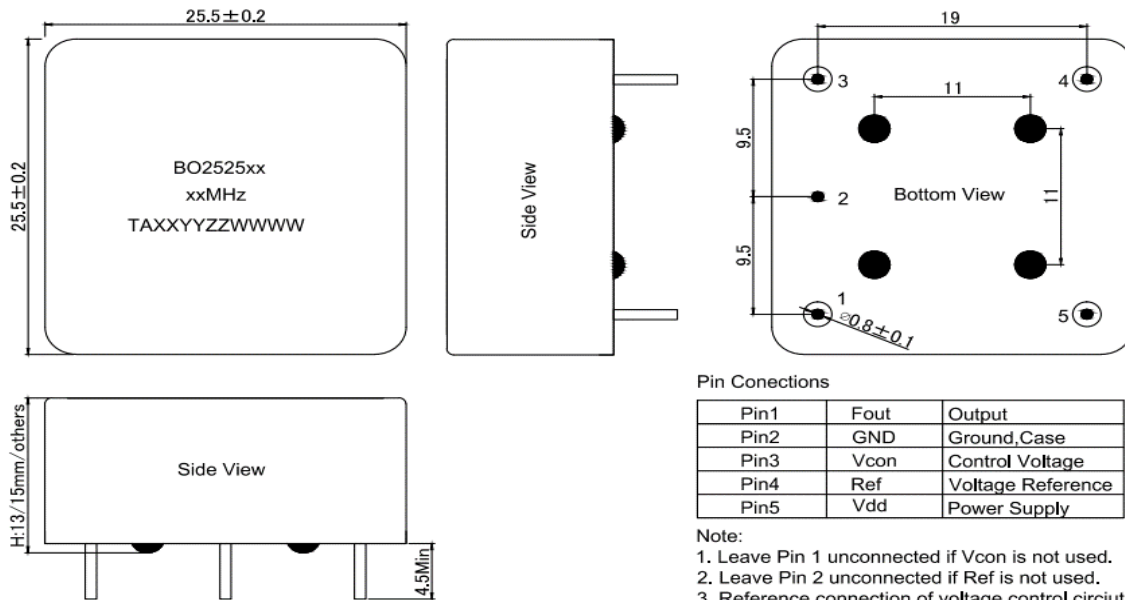 25.5±0.2
25.5±0.2
BO2525xx
xxMHz
TAXXYYZZWWWW
Side View
19
3
4
11
9.5
2
Bottom View
11
9.5
1
⌀0.8±0.1
5
H:13/15mm/others
Side View
4.5Min
Pin Conections
Pin1 Fout Output
Pin2 GND Ground,Case
Pin3 Vcon Control Voltage
Pin4 Ref Voltage Reference
Pin5 Vdd Power Supply
Note:
1. Leave Pin 1 unconnected if Vcon is not used.
2. Leave Pin 2 unconnected if Ref is not used.
3. Reference connection of voltage control circiut